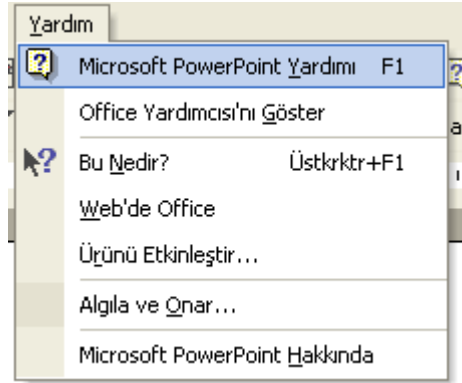 Yardım
Microsoft PowerPoint Yardımı F1
Office Yardımcısı'nı Göster
Bu Nedir? Üstkrktr+F1
Web'de Office
Ürünü Etkinleştir...
Algıla ve Onar...
Microsoft PowerPoint Hakkında